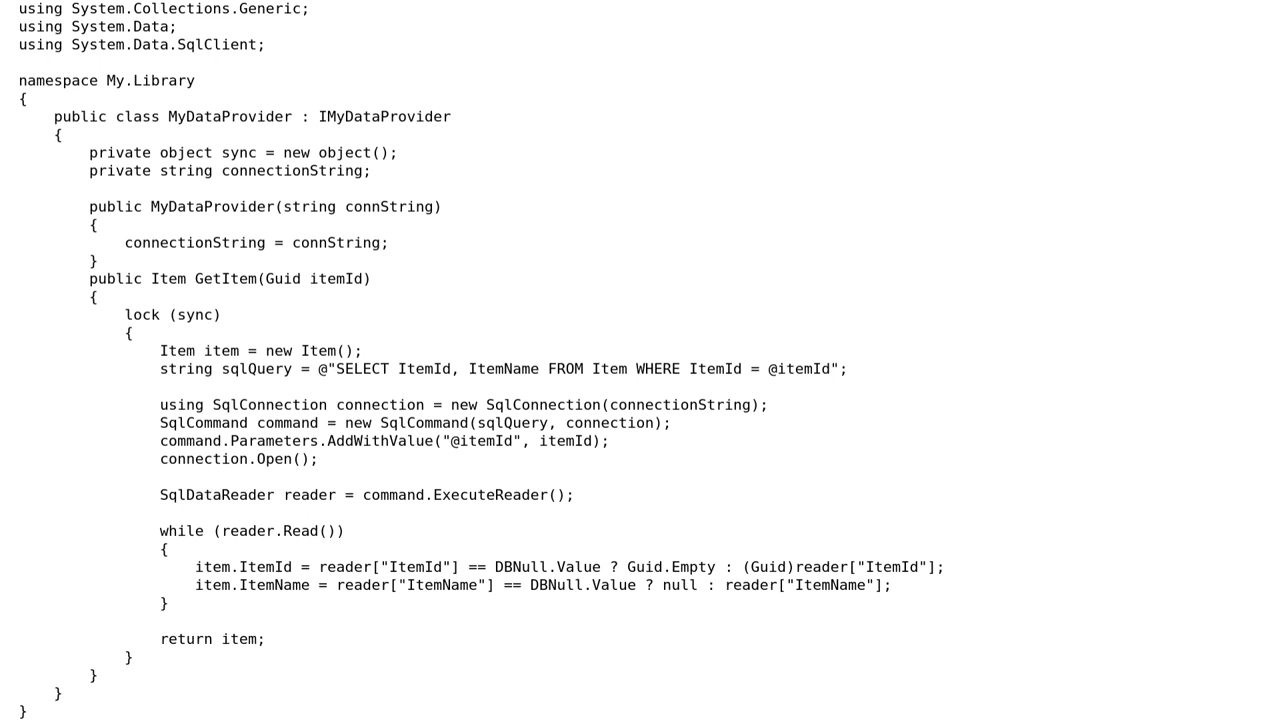 using System.Collections.Generic;
using System.Data;
using System.Data.SqlClient;

namespace My.Library
{
    public class MyDataProvider : IMyDataProvider
    {
        private object sync = new object();
        private string connectionString;

        public MyDataProvider(string connString)
        {
            connectionString = connString;
        }
        public Item GetItem(Guid itemId)
        {
            lock (sync)
            {
                Item item = new Item();
                string sqlQuery = @"SELECT ItemId, ItemName FROM Item WHERE ItemId = @itemId";

                using SqlConnection connection = new SqlConnection(connectionString);
                SqlCommand command = new SqlCommand(sqlQuery, connection);
                command.Parameters.AddWithValue("@itemId", itemId);
                connection.Open();

                SqlDataReader reader = command.ExecuteReader();

                while (reader.Read())
                {
                    item.ItemId = reader["ItemId"] == DBNull.Value ? Guid.Empty : (Guid)reader["ItemId"];
                    item.ItemName = reader["ItemName"] == DBNull.Value ? null : reader["ItemName"];
                }

                return item;
            }
        }
    }
}